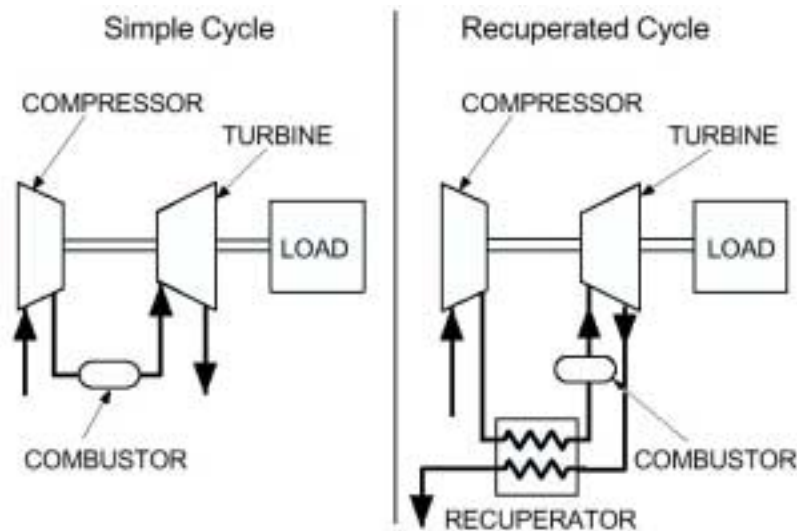 Simple Cycle
COMPRESSOR
TURBINE
LOAD
COMBUSTOR
Recuperated Cycle
COMPRESSOR
TURBINE
LOAD
COMBUSTOR
RECUPERATOR